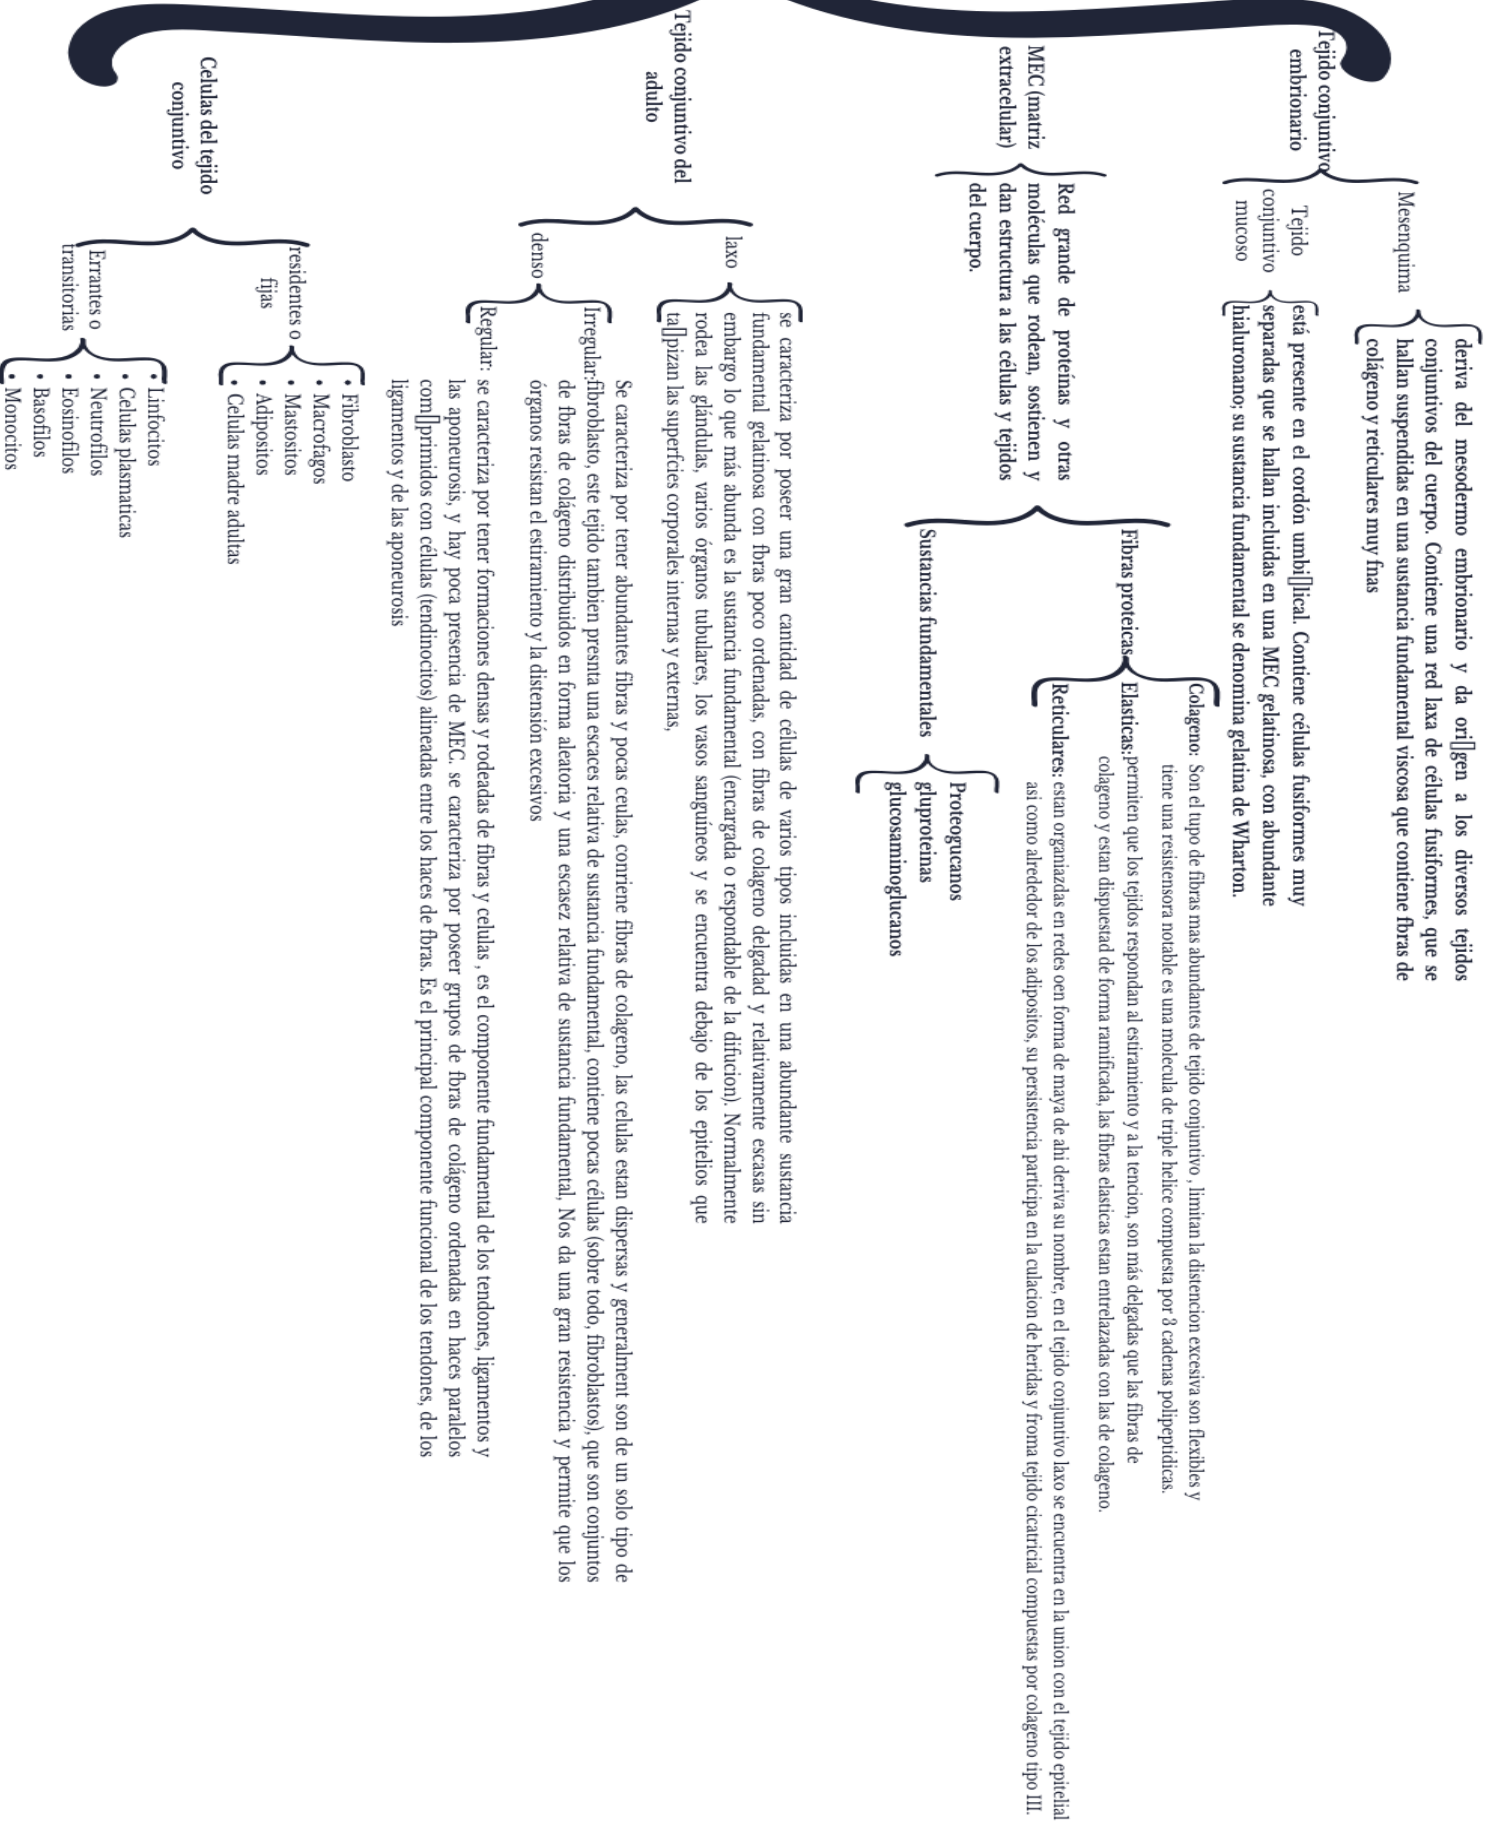 Tejido conjuntivo
embrionario
Mesenquima
deriva del mesodermo embrionario y da ori▯gen a los diversos tejidos
conjuntivos del cuerpo. Contiene una red laxa de células fusiformes, que se
hallan suspendidas en una sustancia fundamental viscosa que contiene fbras de
colágeno y reticulares muy fnas
Tejido
conjuntivo
mucoso
está presente en el cordón umbi▯lical. Contiene células fusiformes muy
separadas que se hallan incluidas en una MEC gelatinosa, con abundante
hialuronano; su sustancia fundamental se denomina gelatina de Wharton.
MEC (matriz
extracelular)
Red grande de proteínas y otras
moléculas que rodean, sostienen y
dan estructura a las células y tejidos
del cuerpo.
Fibras proteicas
Colageno: Son el tupo de fibras mas abundantes de tejido conjuntivo , limitan la distencion excesiva son flexibles y
tiene una resistensora notable es una molecula de triple helice compuesta por 3 cadenas polipeptidicas.
Elasticas:permiten que los tejidos respondan al estiramiento y a la tencion, son más delgadas que las fibras de
colageno y estan dispuestad de forma ramificada, las fibras elasticas estan entrelazadas con las de colageno.
Reticulares: estan organiazdas en redes oen forma de maya de ahi deriva su nombre, en el tejido conjuntivo laxo se encuentra en la union con el tejido epitelial
asi como alrededor de los adipositos, su persistencia participa en la culacion de heridas y froma tejido cicatricial compuestas por colageno tipo III.
Sustancias fundamentales
Proteogucanos
gluproteinas
glucosaminoglucanos
Tejido conjuntivo del
adulto
laxo
se caracteriza por poseer una gran cantidad de células de varios tipos incluidas en una abundante sustancia
fundamental gelatinosa con fbras poco ordenadas, con fibras de colageno delgadad y relativamente escasas sin
embargo lo que más abunda es la sustancia fundamental (encargada o respondable de la difucion). Normalmente
rodea las glándulas, varios órganos tubulares, los vasos sanguíneos y se encuentra debajo de los epitelios que
ta▯pizan las superfcies corporales internas y externas,
denso
Se caracteriza por tener abundantes fibras y pocas ceulas, conriene fibras de colageno, las celulas estan dispersas y generalment son de un solo tipo de
Irregular:fibroblasto, este tejido tambien presnta una escaces relativa de sustancia fundamental, contiene pocas células (sobre todo, fibroblastos), que son conjuntos
de fbras de colágeno distribuidos en forma aleatoria y una escasez relativa de sustancia fundamental, Nos da una gran resistencia y permite que los
órganos resistan el estiramiento y la distensión excesivos
Regular: se caracteriza por tener formaciones densas y rodeadas de fibras y celulas , es el componente fundamental de los tendones, ligamentos y
las aponeurosis, y hay poca presencia de MEC. se caracteriza por poseer grupos de fbras de colágeno ordenadas en haces paralelos
com▯primidos con células (tendinocitos) alineadas entre los haces de fbras. Es el principal componente funcional de los tendones, de los
ligamentos y de las aponeurosis
Celulas del tejido
conjuntivo
residentes o
fijas
• Fibroblasto
• Macrofagos
• Mastositos
• Adipositos
• Celulas madre adultas
Errantes o
transitorias
• Linfocitos
• Celulas plasmaticas
• Neutrofilos
• Eosinofilos
• Basofilos
• Monocitos